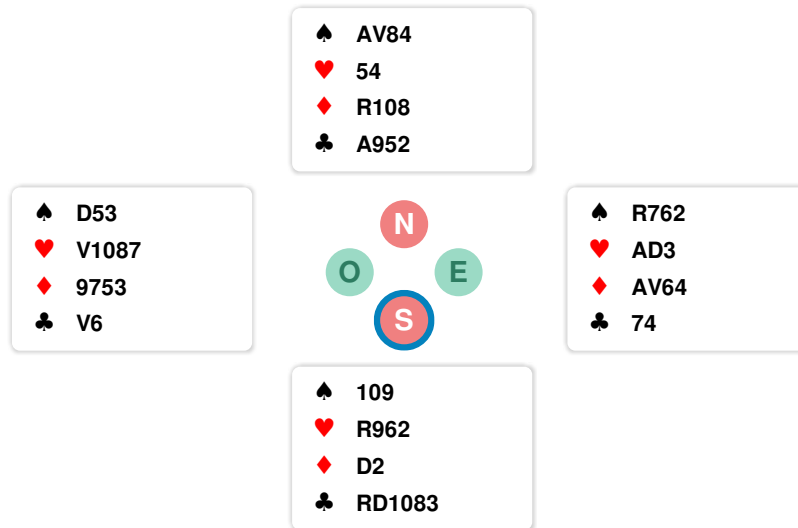 ♠ AV84
♥ 54
♦ R108
♣ A952
♠ D53
♥ V1087
♦ 9753
♣ V6
N
O E
S
♠ R762
♥ AD3
♦ AV64
♣ 74
♠ 109
♥ R962
♦ D2
♣ RD1083